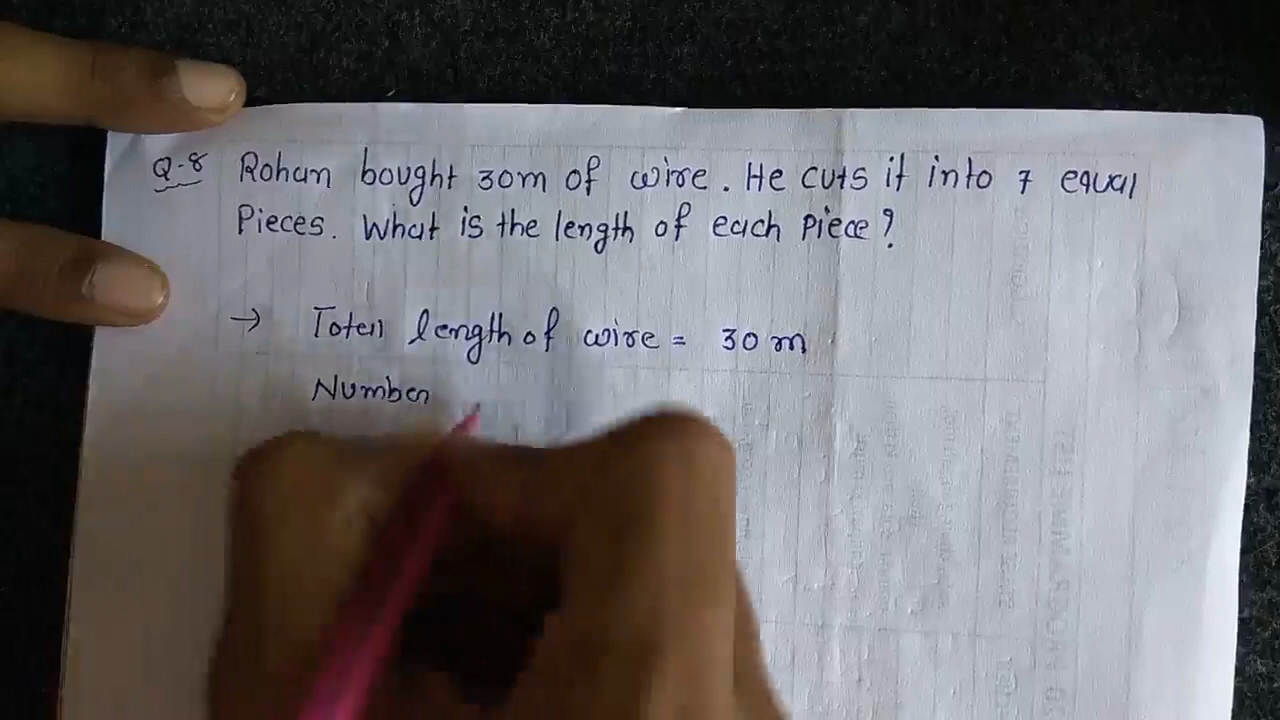 Q-8 Rohan bought 30m of wire. He cuts it into 7 equal
Pieces. What is the length of each Piece?
→ Total length of wire = 30 m
Number